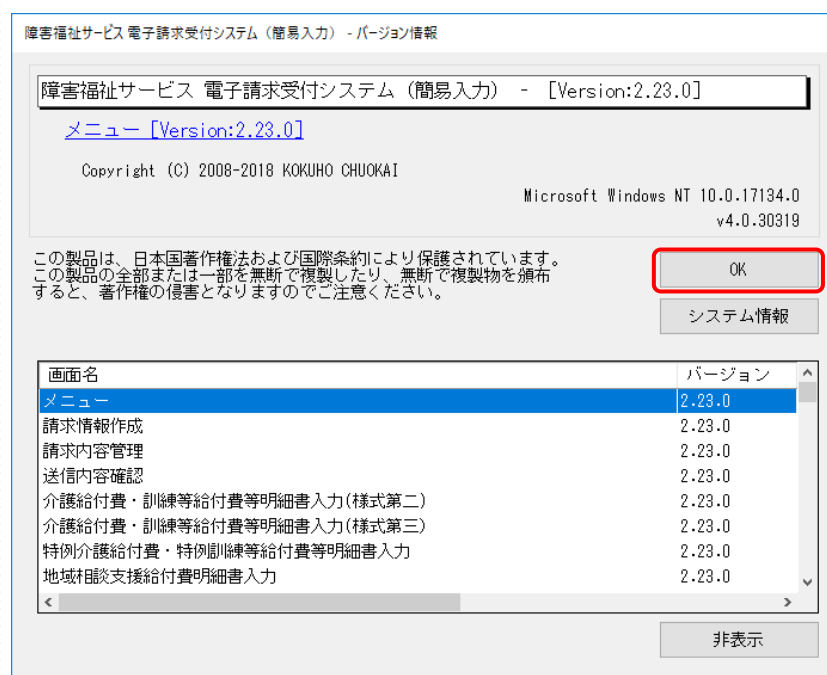 障害福祉サービス 電子請求受付システム（簡易入力） - バージョン情報
障害福祉サービス 電子請求受付システム（簡易入力） - [Version:2.23.0]
メニュー [Version:2.23.0]
Copyright (C) 2008-2018 KOKUHO CHUOKAI
Microsoft Windows NT 10.0.17134.0
v4.0.30319
この製品は、日本国著作権法および国際条約により保護されています。
この製品の全部または一部を無断で複製したり、無断で複製物を頒布
すると、著作権の侵害となりますのでご注意ください。
OK
システム情報
画面名 バージョン
メニュー 2.23.0
請求情報作成 2.23.0
請求内容管理 2.23.0
送信内容確認 2.23.0
介護給付費・訓練等給付費等明細書入力(様式第二) 2.23.0
介護給付費・訓練等給付費等明細書入力(様式第三) 2.23.0
特例介護給付費・特例訓練等給付費等明細書入力 2.23.0
地域相談支援給付費明細書入力 2.23.0
非表示